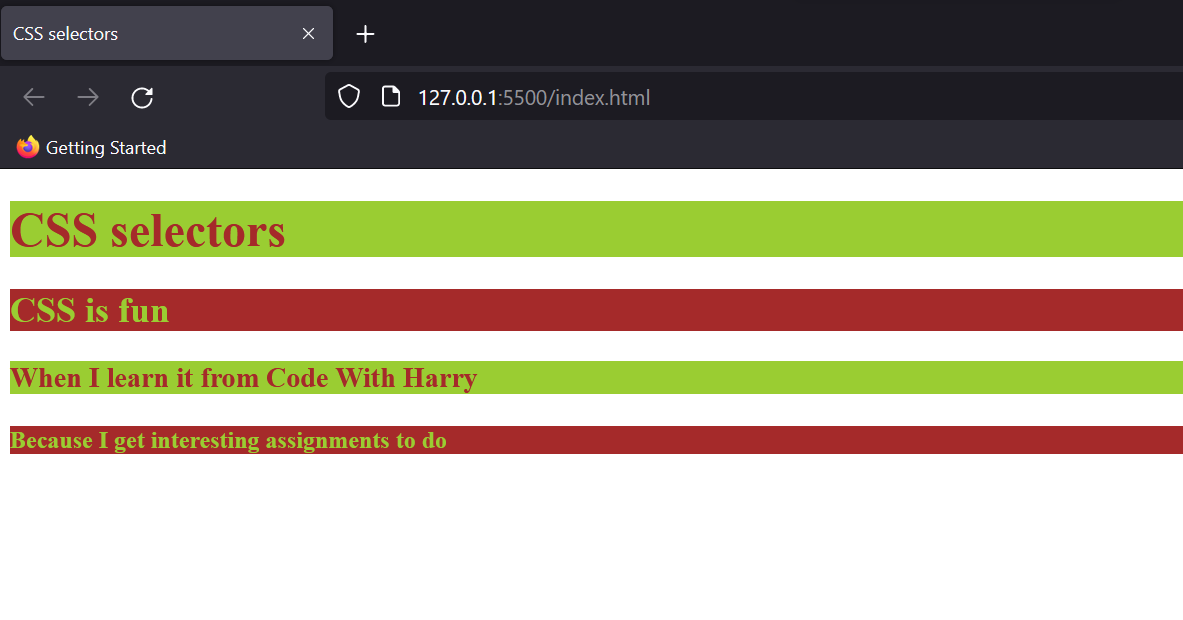 CSS selectors
127.0.0.1:5500/index.html
Getting Started
CSS selectors
CSS is fun
When I learn it from Code With Harry
Because I get interesting assignments to do